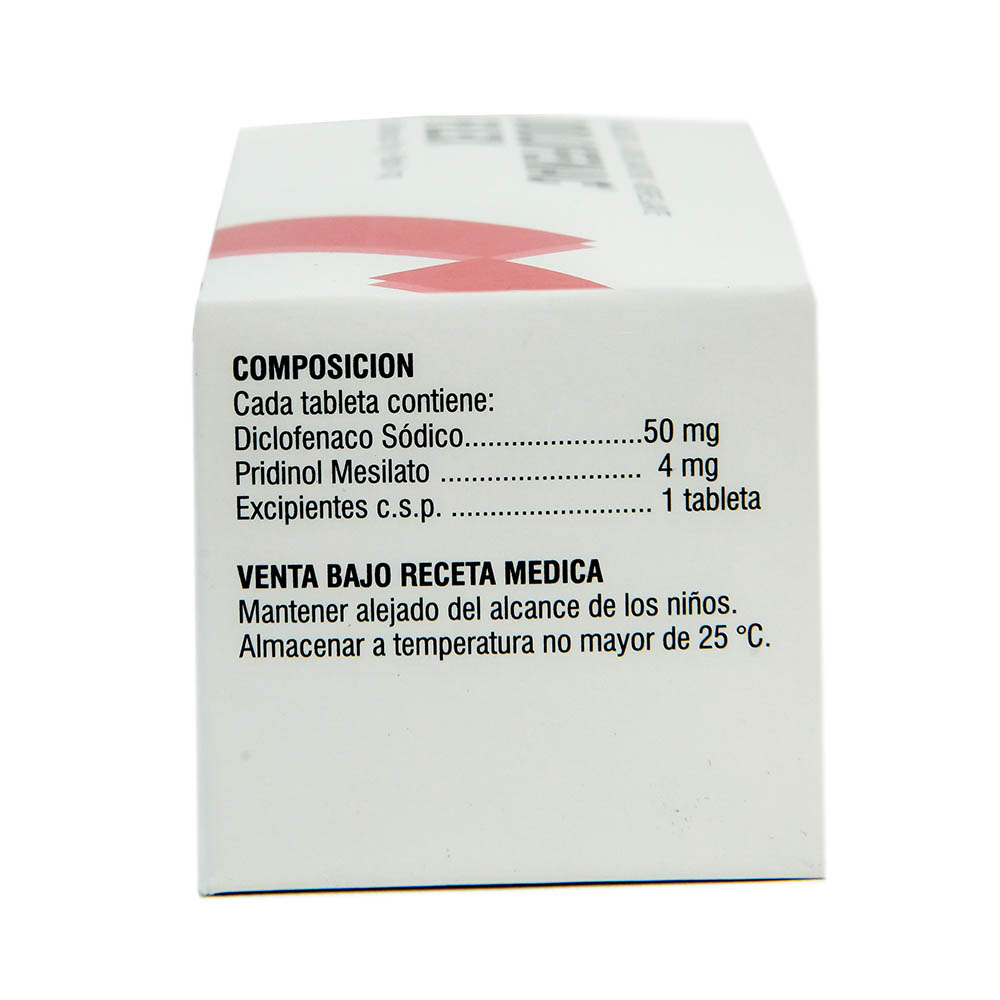 COMPOSICION
Cada tableta contiene:
Diclofenaco Sódico.......................50 mg
Pridinol Mesilato .......................... 4 mg
Excipientes c.s.p. .......................... 1 tableta
VENTA BAJO RECETA MEDICA
Mantener alejado del alcance de los niños.
Almacenar a temperatura no mayor de 25 °C.